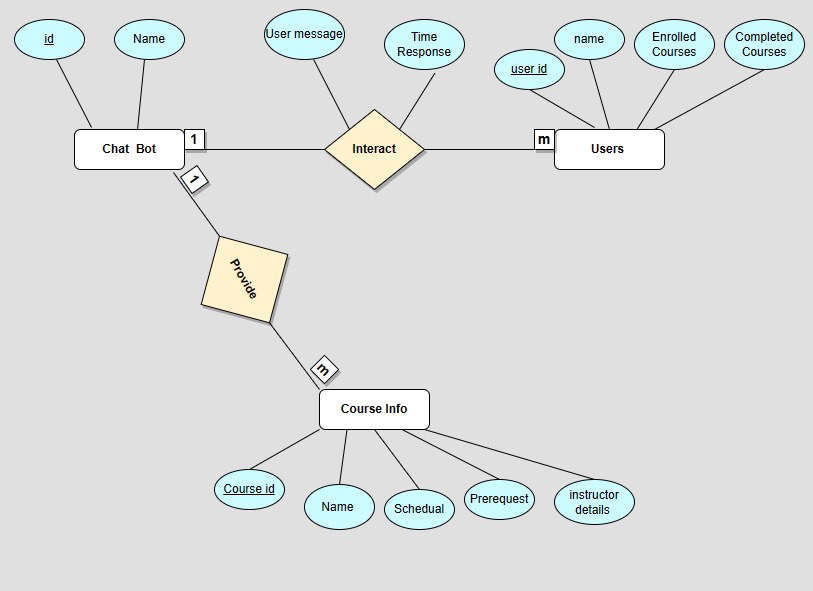 id
Name
User message
Time
Response
user id
name
Enrolled
Courses
Completed
Courses
Chat Bot
1
Interact
m
Users
1
Provide
m
Course Info
Course id
Name
Schedual
Prerequest
instructor
details